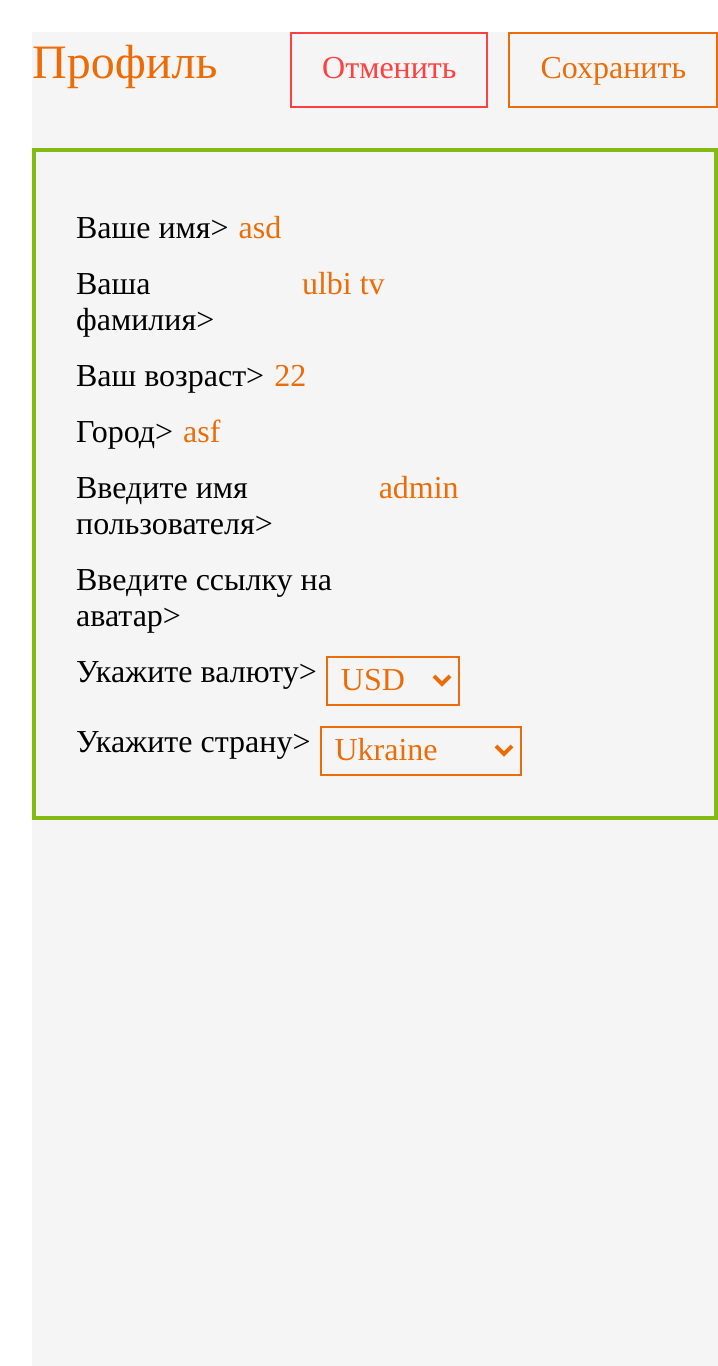 Профиль Отменить Сохранить
Ваше имя> asd
Ваша ulbi tv
фамилия>
Ваш возраст> 22
Город> asf
Введите имя admin
пользователя>
Введите ссылку на
аватар>
Укажите валюту> USD
Укажите страну> Ukraine